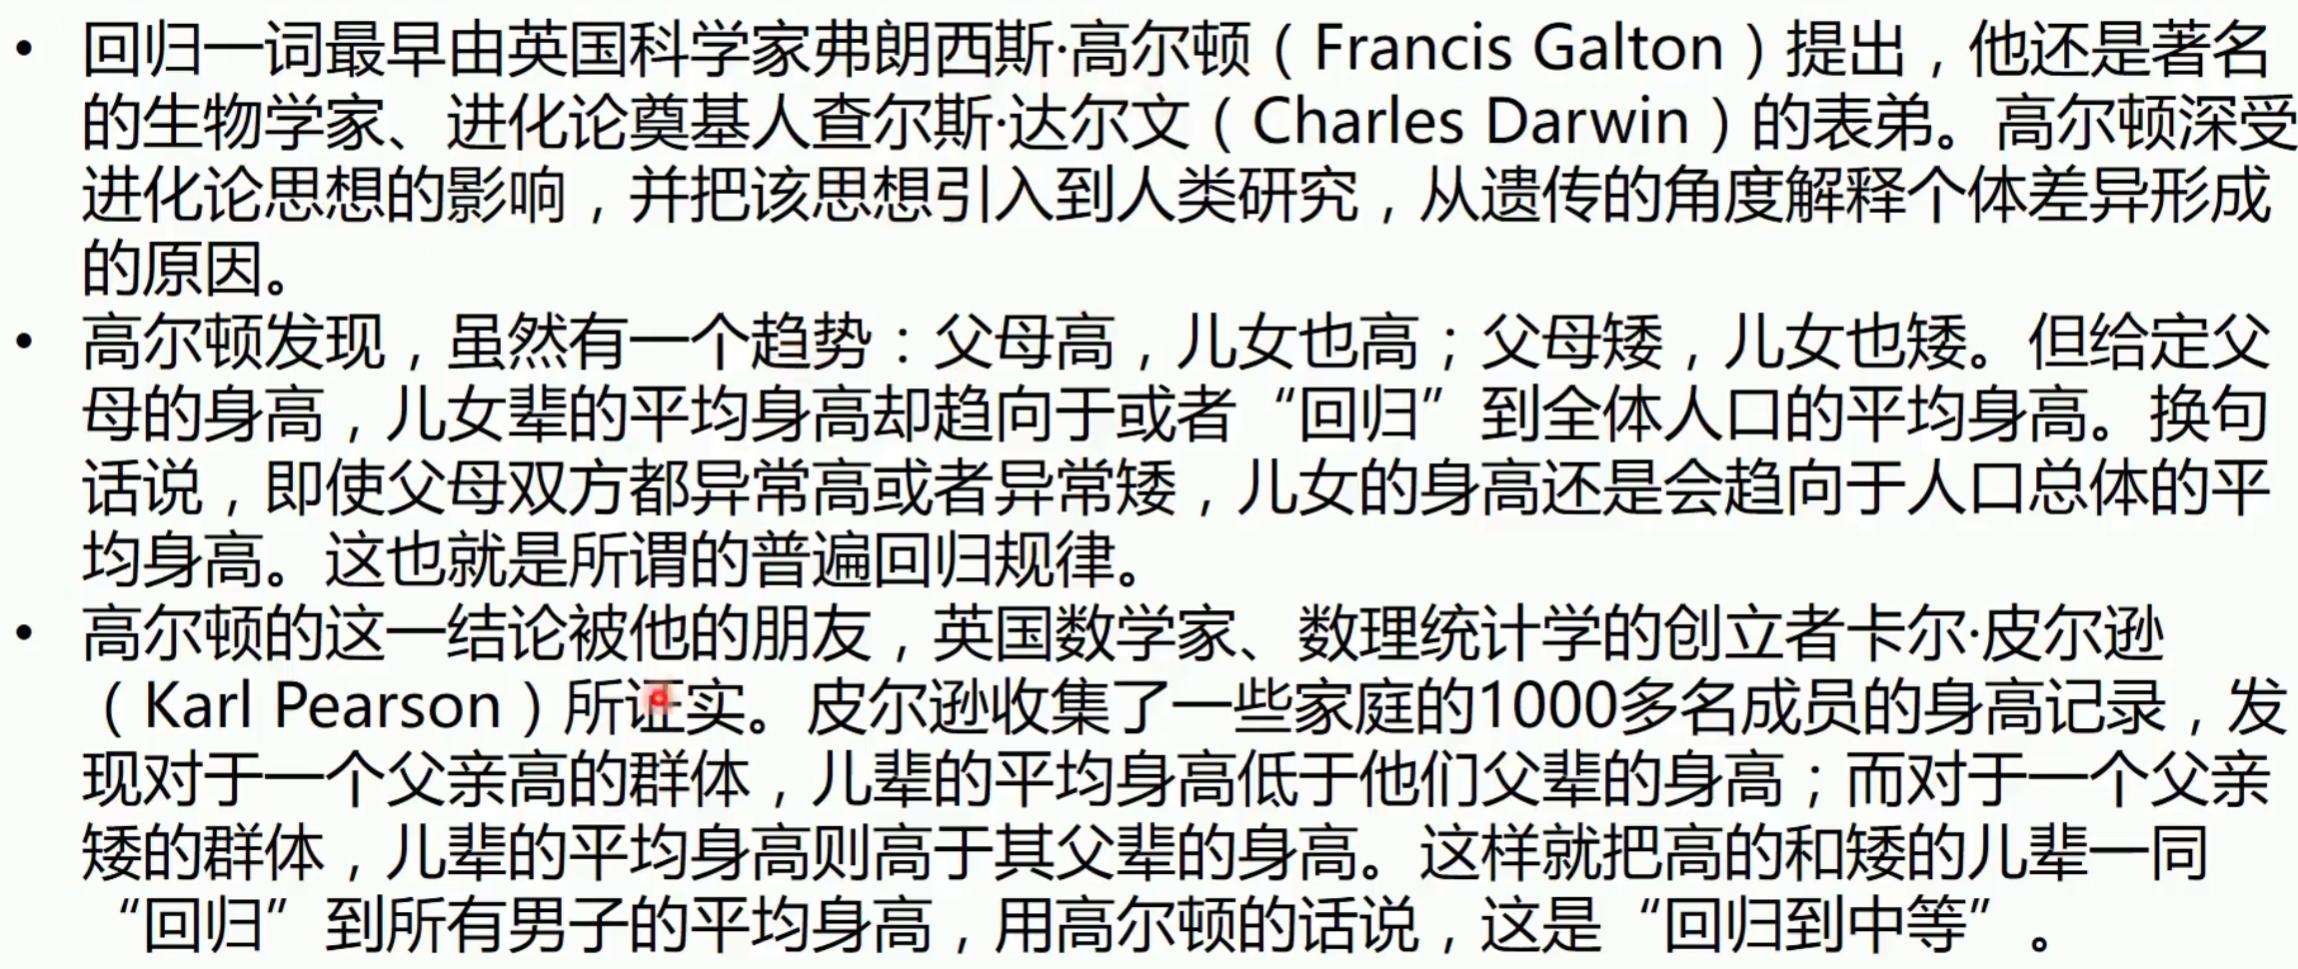 • 回归一词最早由英国科学家弗朗西斯·高尔顿（Francis Galton）提出，他还是著名
的生物学家、进化论奠基人查尔斯·达尔文（Charles Darwin）的表弟。高尔顿深受
进化论思想的影响，并把该思想引入到人类研究，从遗传的角度解释个体差异形成
的原因。
• 高尔顿发现，虽然有一个趋势：父母高，儿女也高；父母矮，儿女也矮。但给定父
母的身高，儿女辈的平均身高却趋向于或者“回归”到全体人口的平均身高。换句
话说，即使父母双方都异常高或者异常矮，儿女的身高还是会趋向于人口总体的平
均身高。这也就是所谓的普遍回归规律。
• 高尔顿的这一结论被他的朋友，英国数学家、数理统计学的创立者卡尔·皮尔逊
（Karl Pearson）所证实。皮尔逊收集了一些家庭的1000多名成员的身高记录，发
现对于一个父亲高的群体，儿辈的平均身高低于他们父辈的身高；而对于一个父亲
矮的群体，儿辈的平均身高则高于其父辈的身高。这样就把高的和矮的儿辈一同
“回归”到所有男子的平均身高，用高尔顿的话说，这是“回归到中等”。